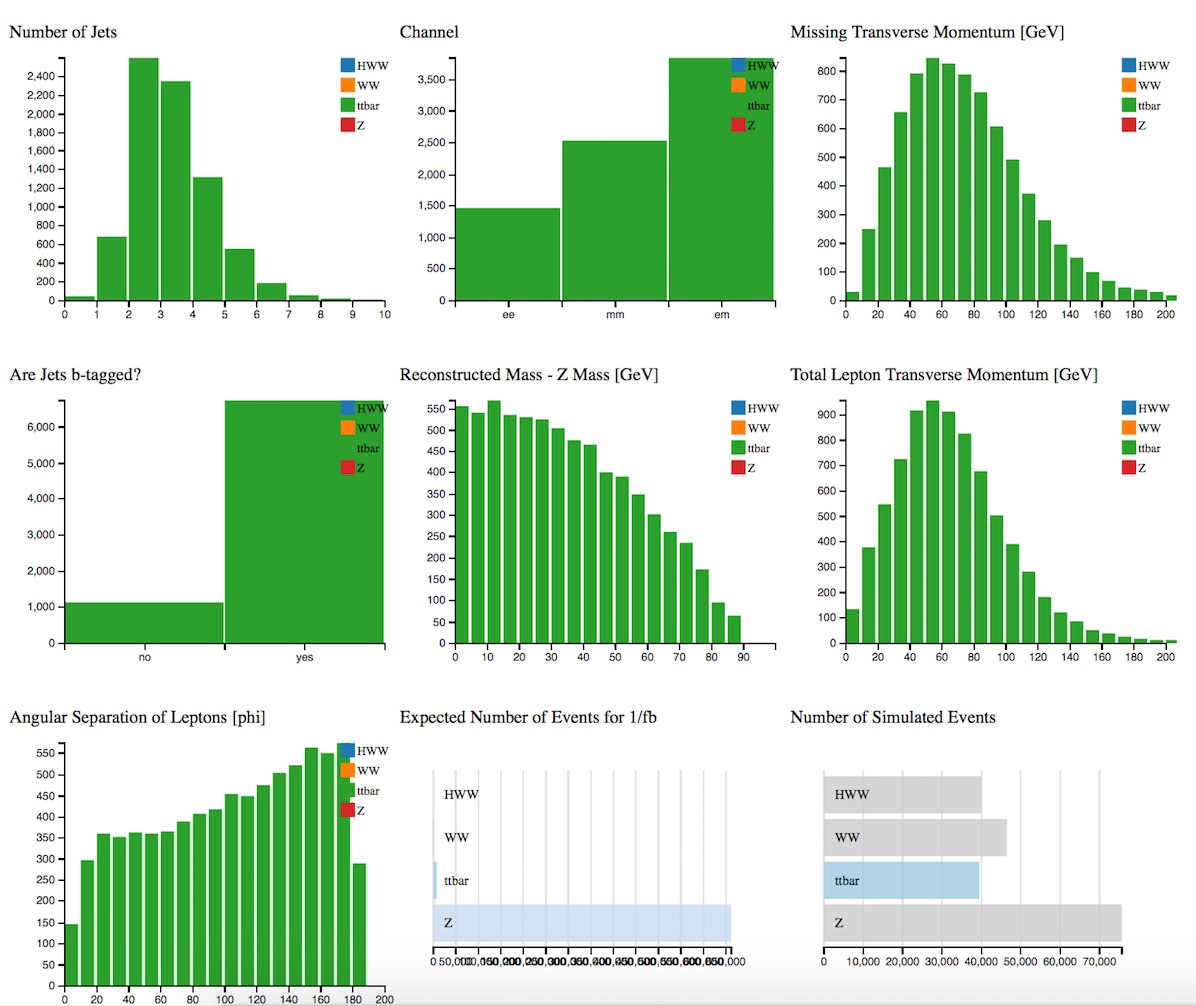 Number of Jets
2,400
2,200
2,000
1,800
1,600
1,400
1,200
1,000
800
600
400
200
0
0 1 2 3 4 5 6 7 8 9 10
HWW
WW
ttbar
Z
Channel
3,500
3,000
2,500
2,000
1,500
1,000
500
0
ee mm em
HWW
WW
ttbar
Z
Missing Transverse Momentum [GeV]
800
700
600
500
400
300
200
100
0
0 20 40 60 80 100 120 140 160 180 200
HWW
WW
ttbar
Z
Are Jets b-tagged?
6,000
5,000
4,000
3,000
2,000
1,000
0
no yes
HWW
WW
ttbar
Z
Reconstructed Mass - Z Mass [GeV]
550
500
450
400
350
300
250
200
150
100
50
0
0 10 20 30 40 50 60 70 80 90
HWW
WW
ttbar
Z
Total Lepton Transverse Momentum [GeV]
900
800
700
600
500
400
300
200
100
0
0 20 40 60 80 100 120 140 160 180 200
HWW
WW
ttbar
Z
Angular Separation of Leptons [phi]
550
500
450
400
350
300
250
200
150
100
50
0
0 20 40 60 80 100 120 140 160 180 200
HWW
WW
ttbar
Z
Expected Number of Events for 1/fb
HWW
WW
ttbar
Z
0
Number of Simulated Events
HWW
WW
ttbar
Z
0 10,000 20,000 30,000 40,000 50,000 60,000 70,000